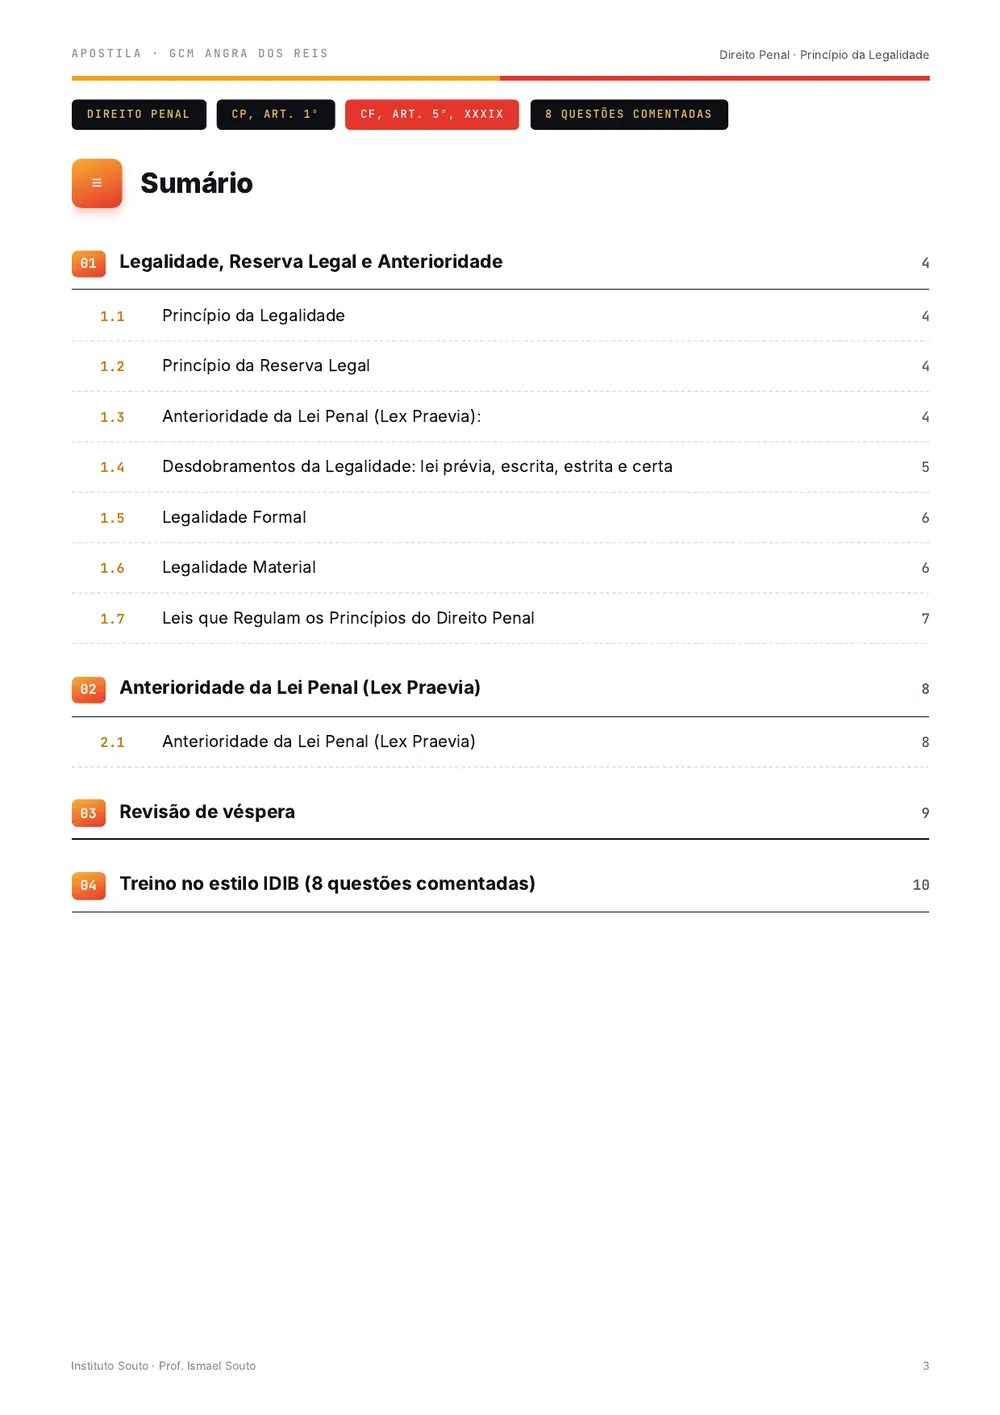 APOSTILA · GCM ANGRA DOS REIS
Direito Penal · Princípio da Legalidade
DIREITO PENAL
CP, ART. 1°
CF, ART. 5°, XXXIX
8 QUESTÕES COMENTADAS
≡ Sumário
01 Legalidade, Reserva Legal e Anterioridade 4
1.1 Princípio da Legalidade 4
1.2 Princípio da Reserva Legal 4
1.3 Anterioridade da Lei Penal (Lex Praevia): 4
1.4 Desdobramentos da Legalidade: lei prévia, escrita, estrita e certa 5
1.5 Legalidade Formal 6
1.6 Legalidade Material 6
1.7 Leis que Regulam os Princípios do Direito Penal 7
02 Anterioridade da Lei Penal (Lex Praevia) 8
2.1 Anterioridade da Lei Penal (Lex Praevia) 8
03 Revisão de véspera 9
04 Treino no estilo IDIB (8 questões comentadas) 10
Instituto Souto · Prof. Ismael Souto 3